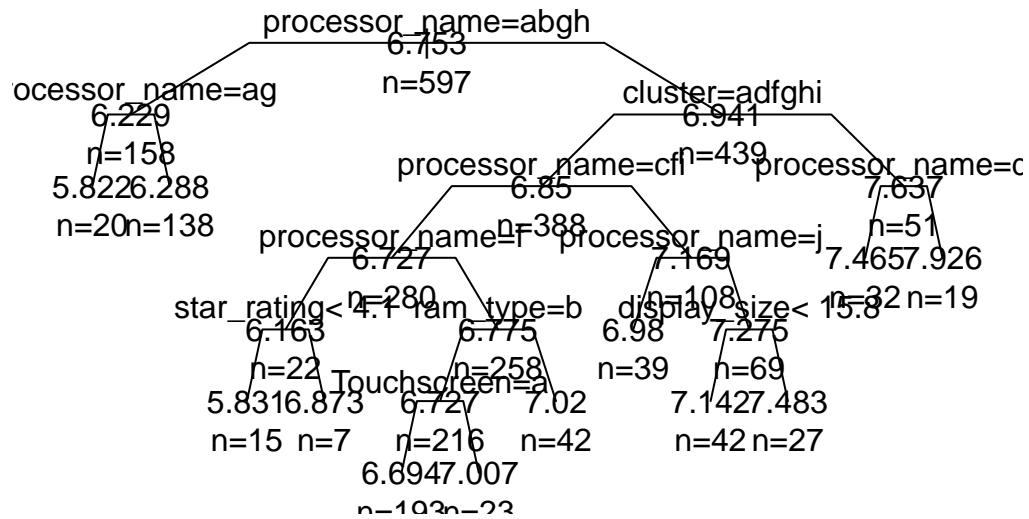 processor_name=abgh
6.753
n=597
ocessor_name=ag
6.229
n=158
cluster=adfghi
6.941
n=439
5.822
n=20
6.288
n=138
processor_name=cfi
6.85
n=388
processor_name=
7.637
n=51
processor_name=f
6.727
n=280
processor_name=j
7.169
n=108
7.465
n=32
7.926
n=19
star_rating< 4.1
6.163
n=22
ram_type=b
6.775
n=258
6.98
n=39
display_size< 15.8
7.275
n=69
5.831
n=15
6.873
n=7
Touchscreen=a
6.727
n=216
7.02
n=42
7.142
n=42
7.483
n=27
6.694
n=193
7.007
n=23